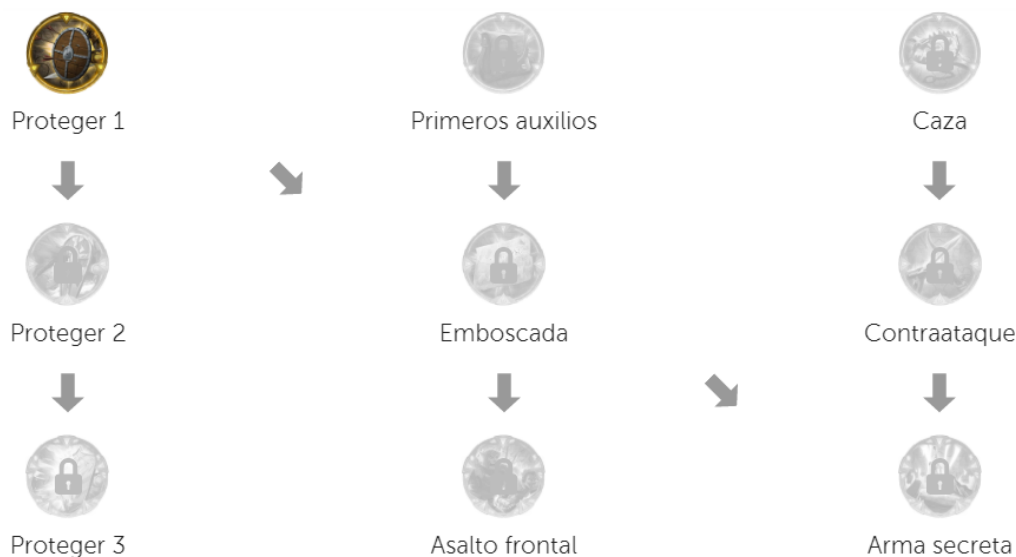 Proteger 1
Primeros auxilios
Caza
Proteger 2
Emboscada
Contraataque
Proteger 3
Asalto frontal
Arma secreta